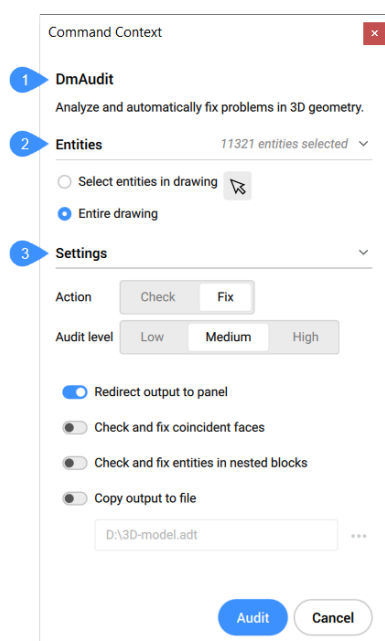 Command Context
×
1
DmAudit
Analyze and automatically fix problems in 3D geometry.
2
Entities 11321 entities selected
Select entities in drawing
Entire drawing
3
Settings
Action Check Fix
Audit level Low Medium High
Redirect output to panel
Check and fix coincident faces
Check and fix entities in nested blocks
Copy output to file
D:\3D-model.adt ...
Audit Cancel